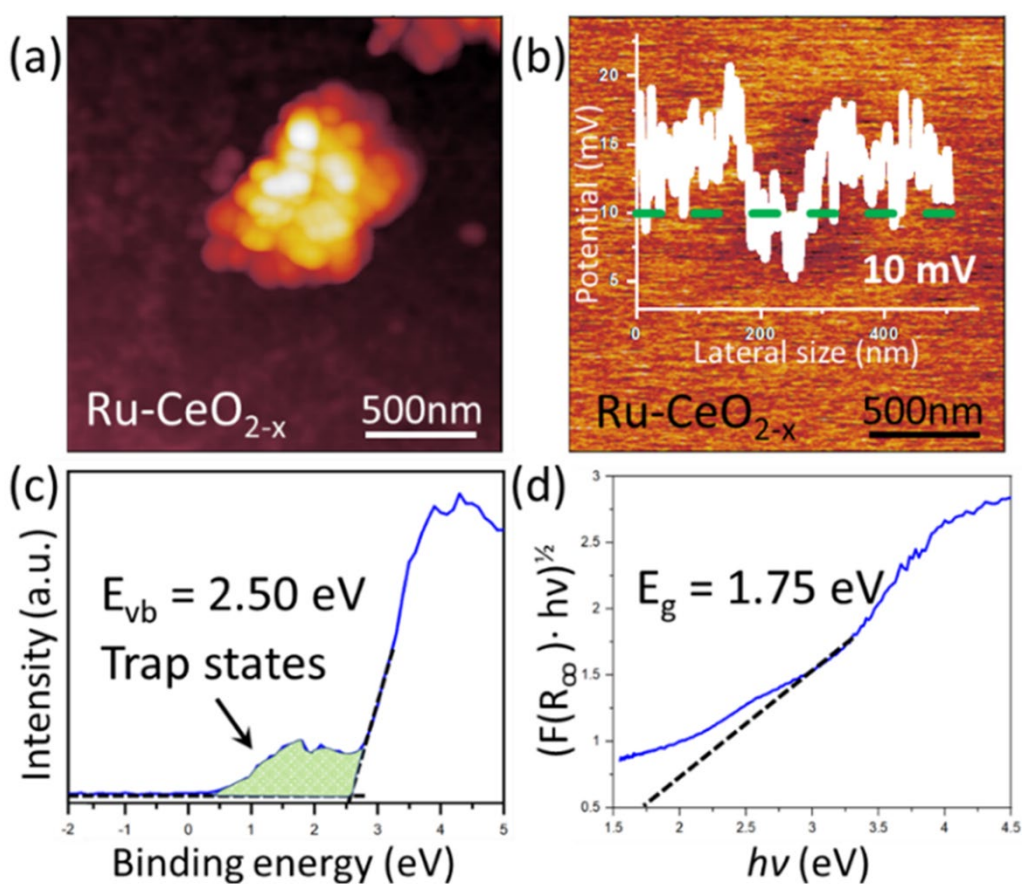 (a)
Ru-CeO2-x
500nm
(b)
Potential (mV)
20
15
10
5
10 mV
0
200
400
Lateral size (nm)
Ru-CeO2-x
500nm
(c)
Intensity (a.u.)
Evb = 2.50 eV
Trap states
-2 -1 0 1 2 3 4 5
Binding energy (eV)
(d)
(F(R∞)· hν)½
3
2.5
2
1.5
1
0.5
Eg = 1.75 eV
1.5 2 2.5 3 3.5 4 4.5
hν (eV)